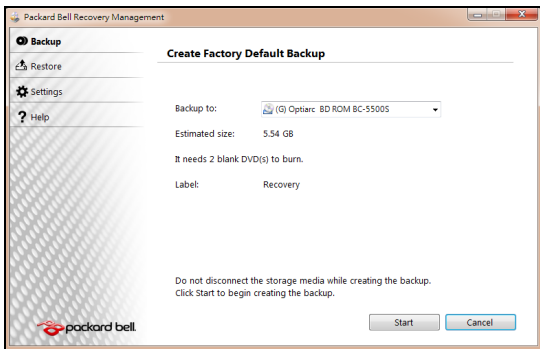 Packard Bell Recovery Management
Backup
Restore
Settings
? Help
Create Factory Default Backup
Backup to: (G) Optiarc BD ROM BC-5500S
Estimated size: 5.54 GB
It needs 2 blank DVD(s) to burn.
Label: Recovery
Do not disconnect the storage media while creating the backup.
Click Start to begin creating the backup.
Start Cancel
packard bell.